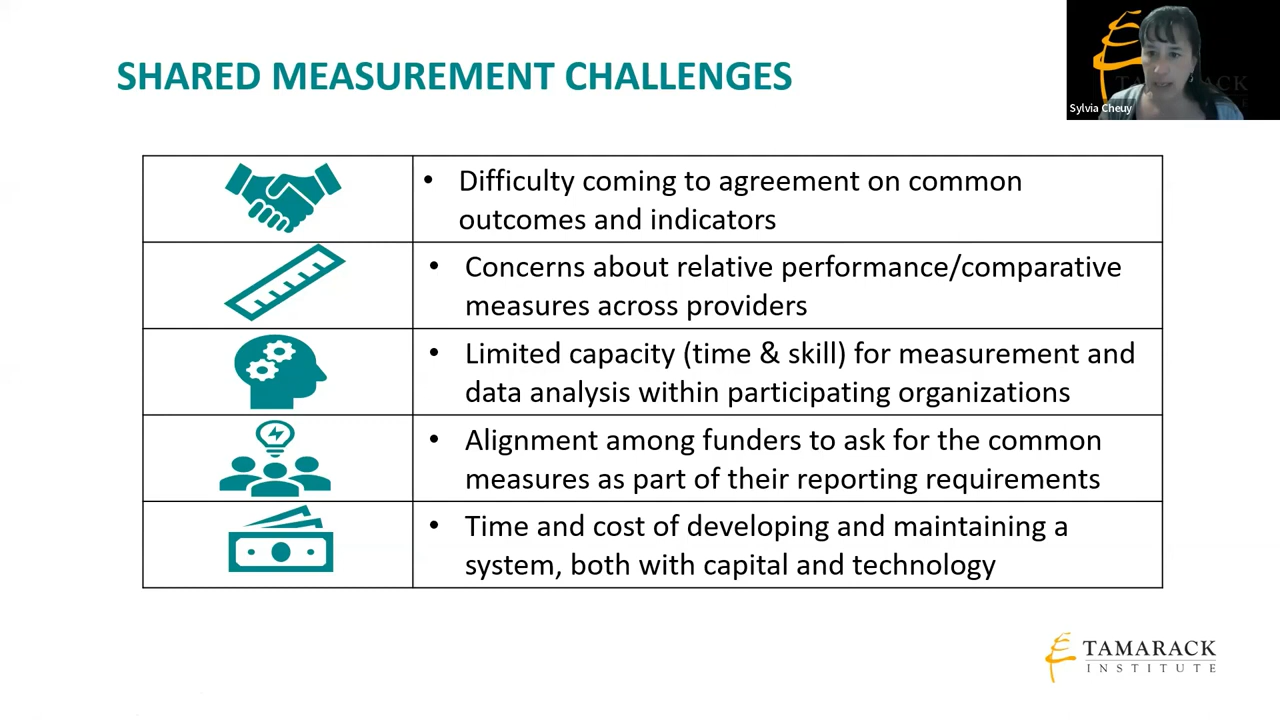 SHARED MEASUREMENT CHALLENGES
Sylvia Cheuy
• Difficulty coming to agreement on common
outcomes and indicators
• Concerns about relative performance/comparative
measures across providers
• Limited capacity (time & skill) for measurement and
data analysis within participating organizations
• Alignment among funders to ask for the common
measures as part of their reporting requirements
• Time and cost of developing and maintaining a
system, both with capital and technology
TAMARACK
INSTITUTE